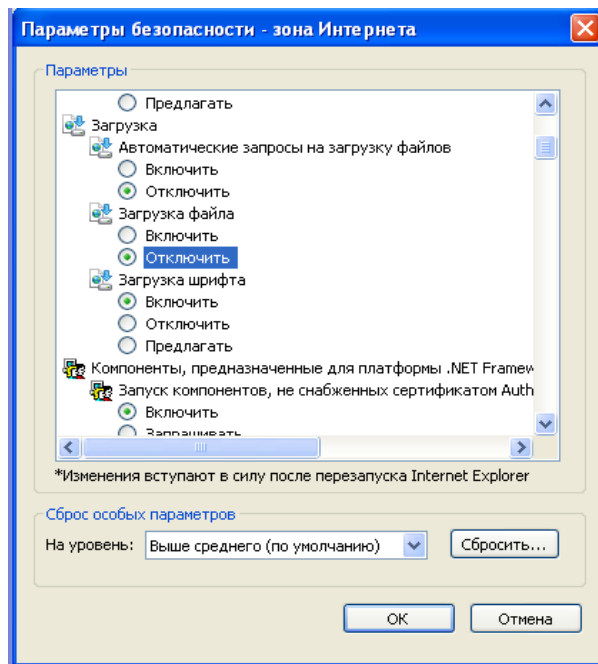 Параметры безопасности - зона Интернета
Параметры
Предлагать
Загрузка
Автоматические запросы на загрузку файлов
Включить
Отключить
Загрузка файла
Включить
Отключить
Загрузка шрифта
Включить
Отключить
Предлагать
Компоненты, предназначенные для платформы .NET Framew
Запуск компонентов, не снабженных сертификатом Auth
Включить
Запрашивать
*Изменения вступают в силу после перезапуска Internet Explorer
Сброс особых параметров
На уровень: Выше среднего (по умолчанию) Сбросить...
ОК Отмена